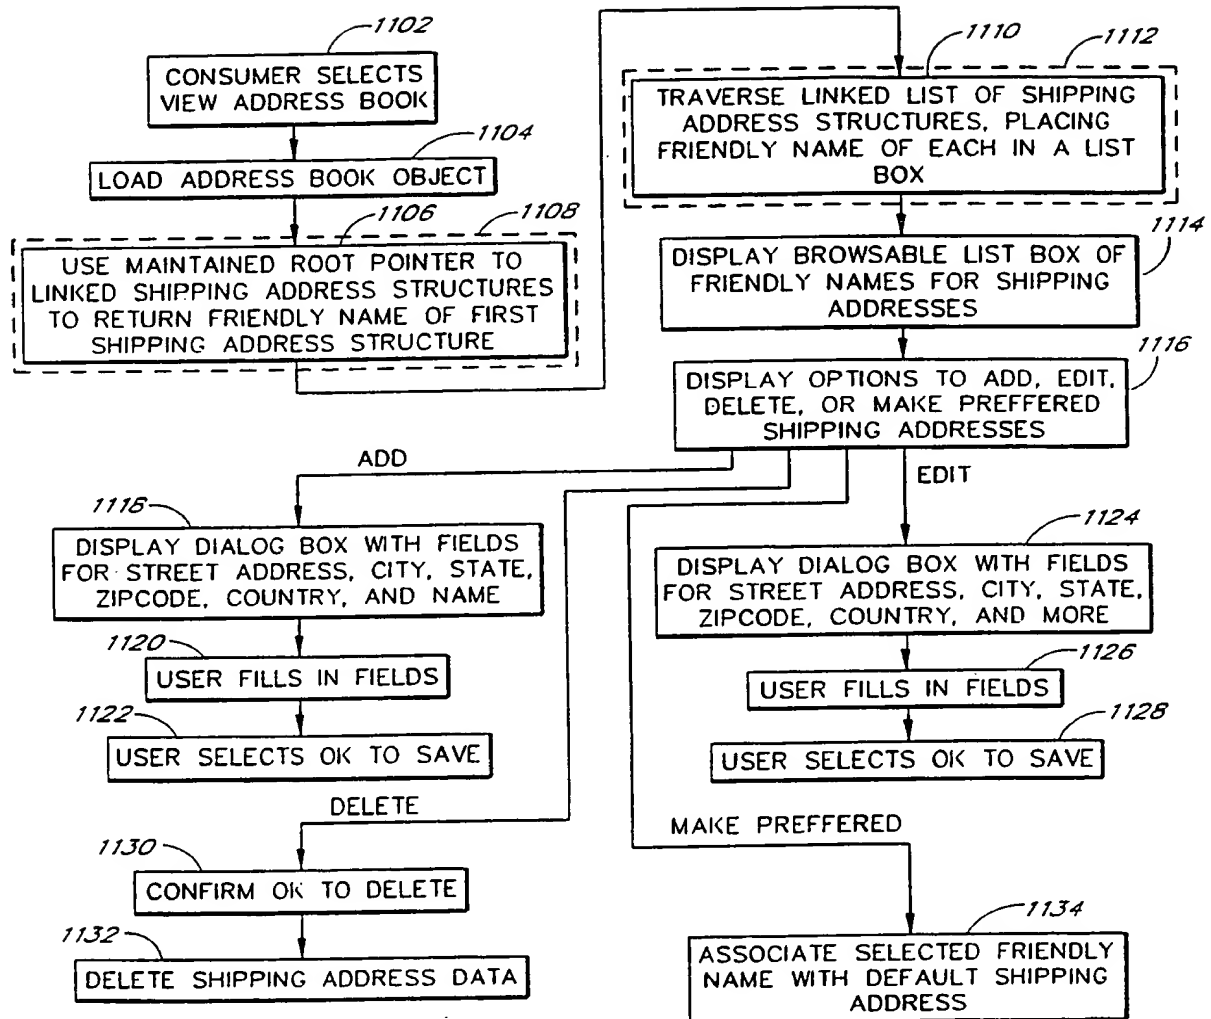 1102
CONSUMER SELECTS
VIEW ADDRESS BOOK
1104
LOAD ADDRESS BOOK OBJECT
1106
1108
USE MAINTAINED ROOT POINTER TO
LINKED SHIPPING ADDRESS STRUCTURES
TO RETURN FRIENDLY NAME OF FIRST
SHIPPING ADDRESS STRUCTURE
1110
1112
TRAVERSE LINKED LIST OF SHIPPING
ADDRESS STRUCTURES, PLACING
FRIENDLY NAME OF EACH IN A LIST
BOX
1114
DISPLAY BROWSABLE LIST BOX OF
FRIENDLY NAMES FOR SHIPPING
ADDRESSES
1116
DISPLAY OPTIONS TO ADD, EDIT,
DELETE, OR MAKE PREFFERED
SHIPPING ADDRESSES
ADD
1118
DISPLAY DIALOG BOX WITH FIELDS
FOR STREET ADDRESS, CITY, STATE,
ZIPCODE, COUNTRY, AND NAME
1120
USER FILLS IN FIELDS
1122
USER SELECTS OK TO SAVE
EDIT
1124
DISPLAY DIALOG BOX WITH FIELDS
FOR STREET ADDRESS, CITY, STATE,
ZIPCODE, COUNTRY, AND MORE
1126
USER FILLS IN FIELDS
1128
USER SELECTS OK TO SAVE
DELETE
1130
CONFIRM OK TO DELETE
1132
DELETE SHIPPING ADDRESS DATA
MAKE PREFFERED
1134
ASSOCIATE SELECTED FRIENDLY
NAME WITH DEFAULT SHIPPING
ADDRESS